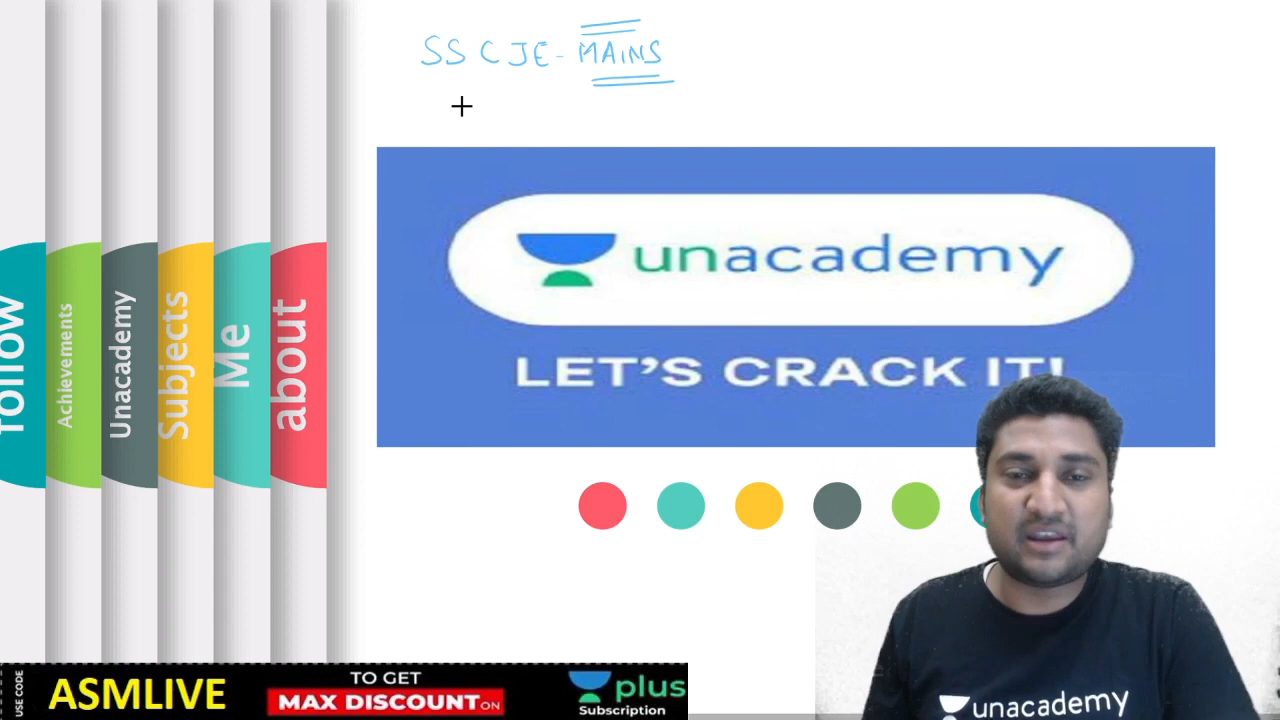 SSC JE - MAINS
unacademy
LET'S CRACK IT!
follow
Achievements
Unacademy
Subjects
Me
about
USE CODE
ASMLIVE
TO GET
MAX DISCOUNT ON
plus
Subscription
unacademy